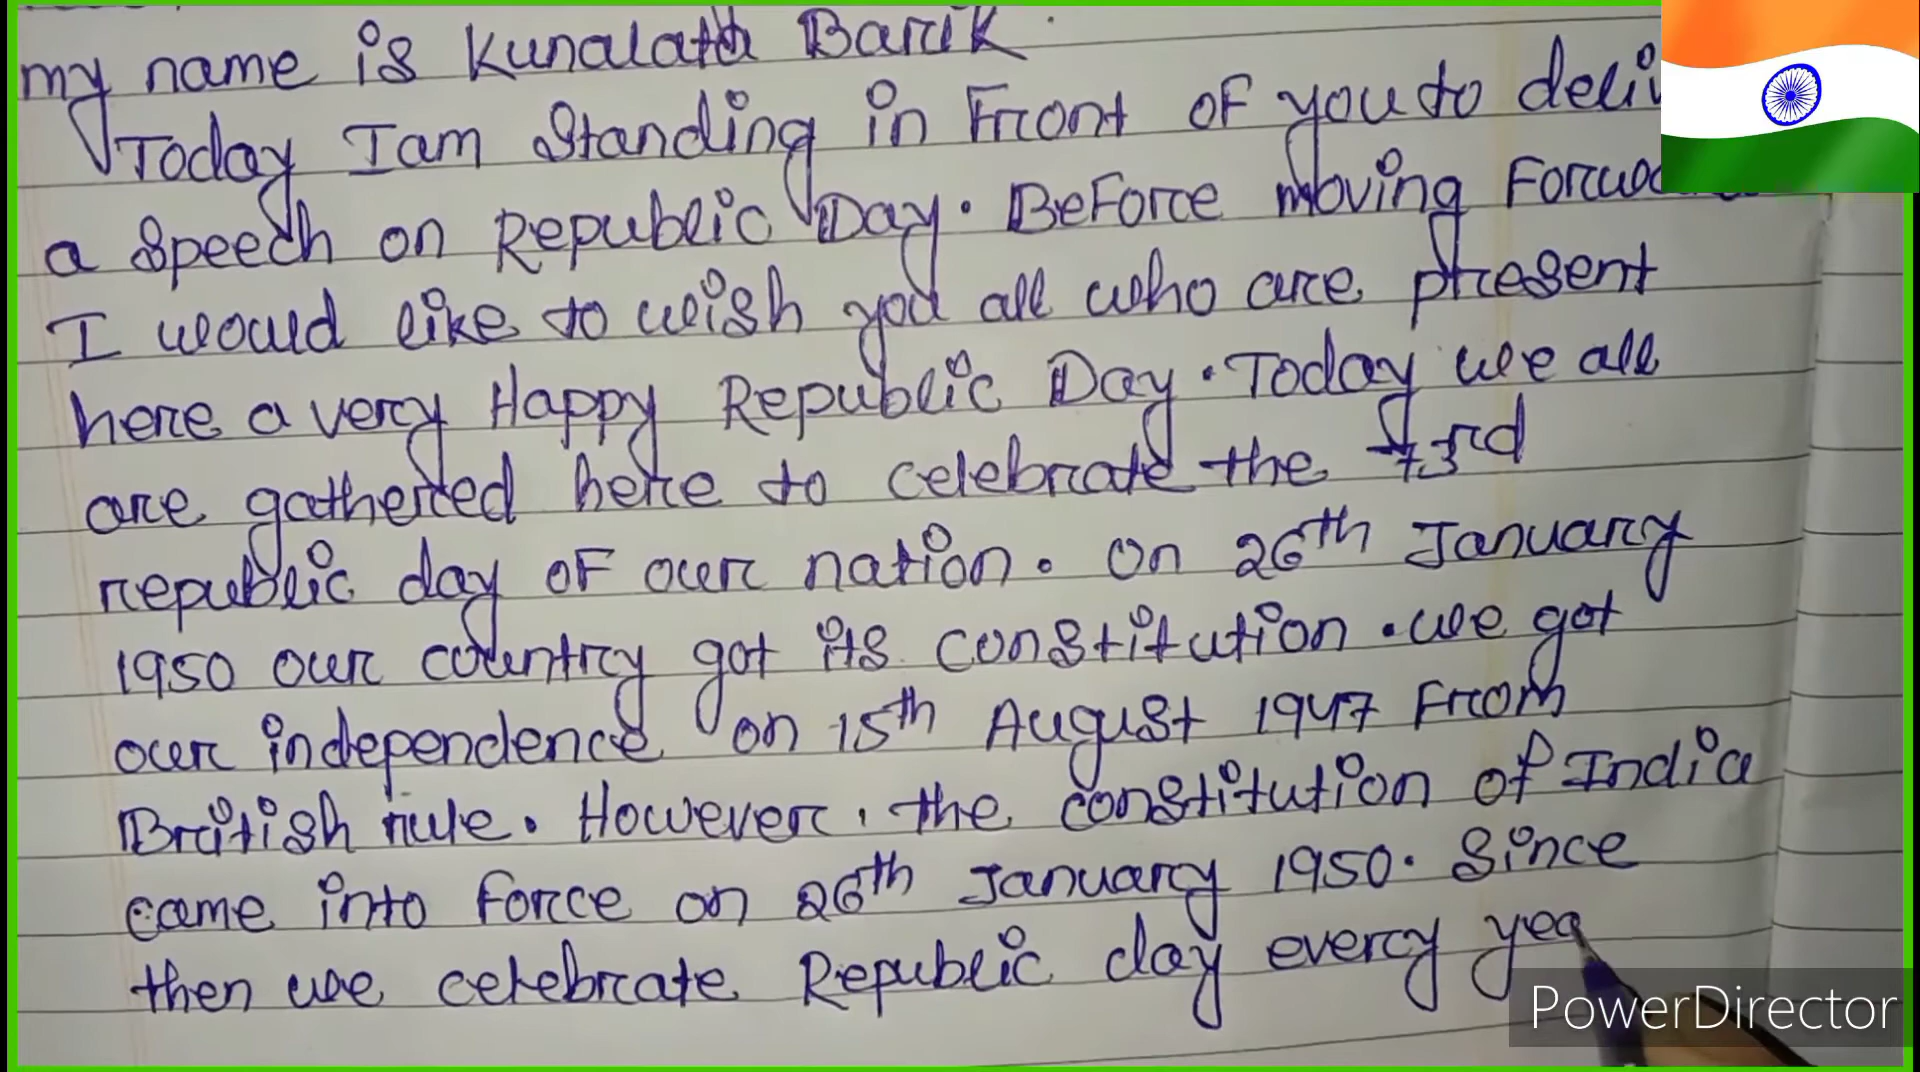 my name is Kunalata Barik.
Today I am standing in Front of you to deli
a speech on Republic Day. Before moving Forwa
I would like to wish you all who are present
here a very Happy Republic Day. Today we all
are gathered here to celebrate the 73rd
republic day of our nation. On 26th January
1950 our country got its constitution. we got
our independence on 15th August 1947 From
British rule. However, the constitution of India
came into force on 26th January 1950. Since
then we celebrate Republic day every yea
PowerDirector